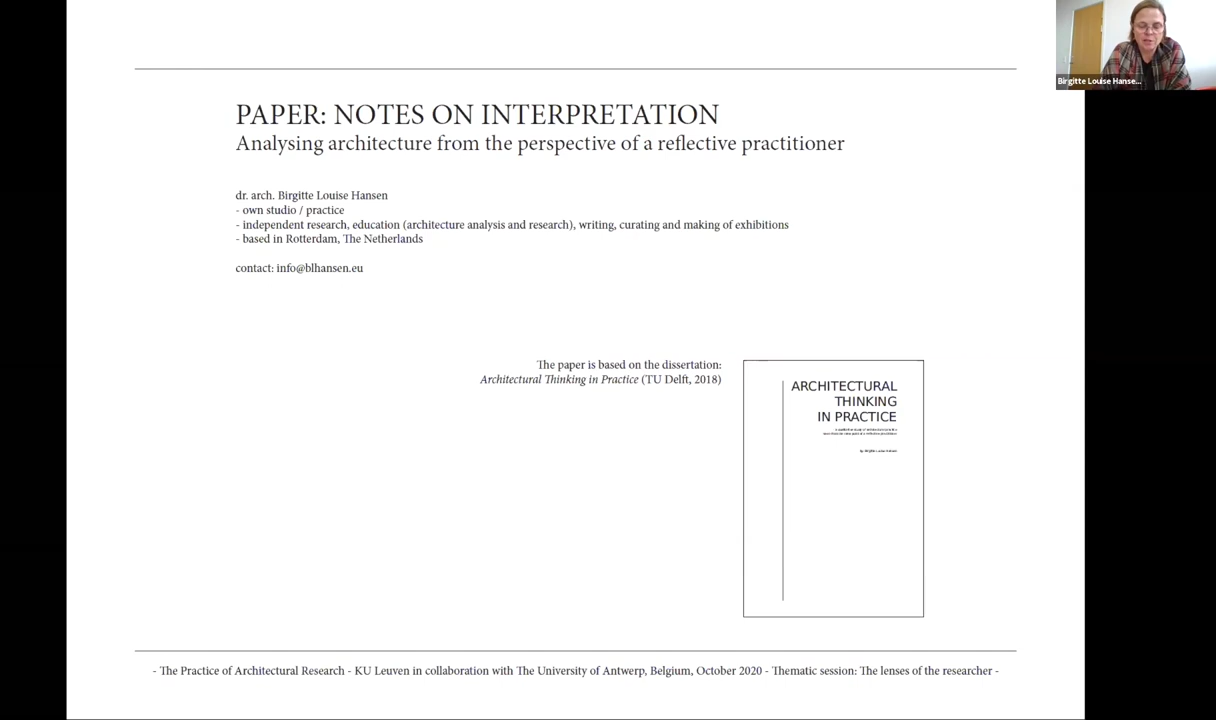 Birgitte Louise Hanse...
PAPER: NOTES ON INTERPRETATION
Analysing architecture from the perspective of a reflective practitioner
dr. arch. Birgitte Louise Hansen
- own studio / practice
- independent research, education (architecture analysis and research), writing, curating and making of exhibitions
- based in Rotterdam, The Netherlands
contact: info@blhansen.eu
The paper is based on the dissertation:
Architectural Thinking in Practice (TU Delft, 2018)
ARCHITECTURAL
THINKING
IN PRACTICE
- The Practice of Architectural Research - KU Leuven in collaboration with The University of Antwerp, Belgium, October 2020 - Thematic session: The lenses of the researcher -